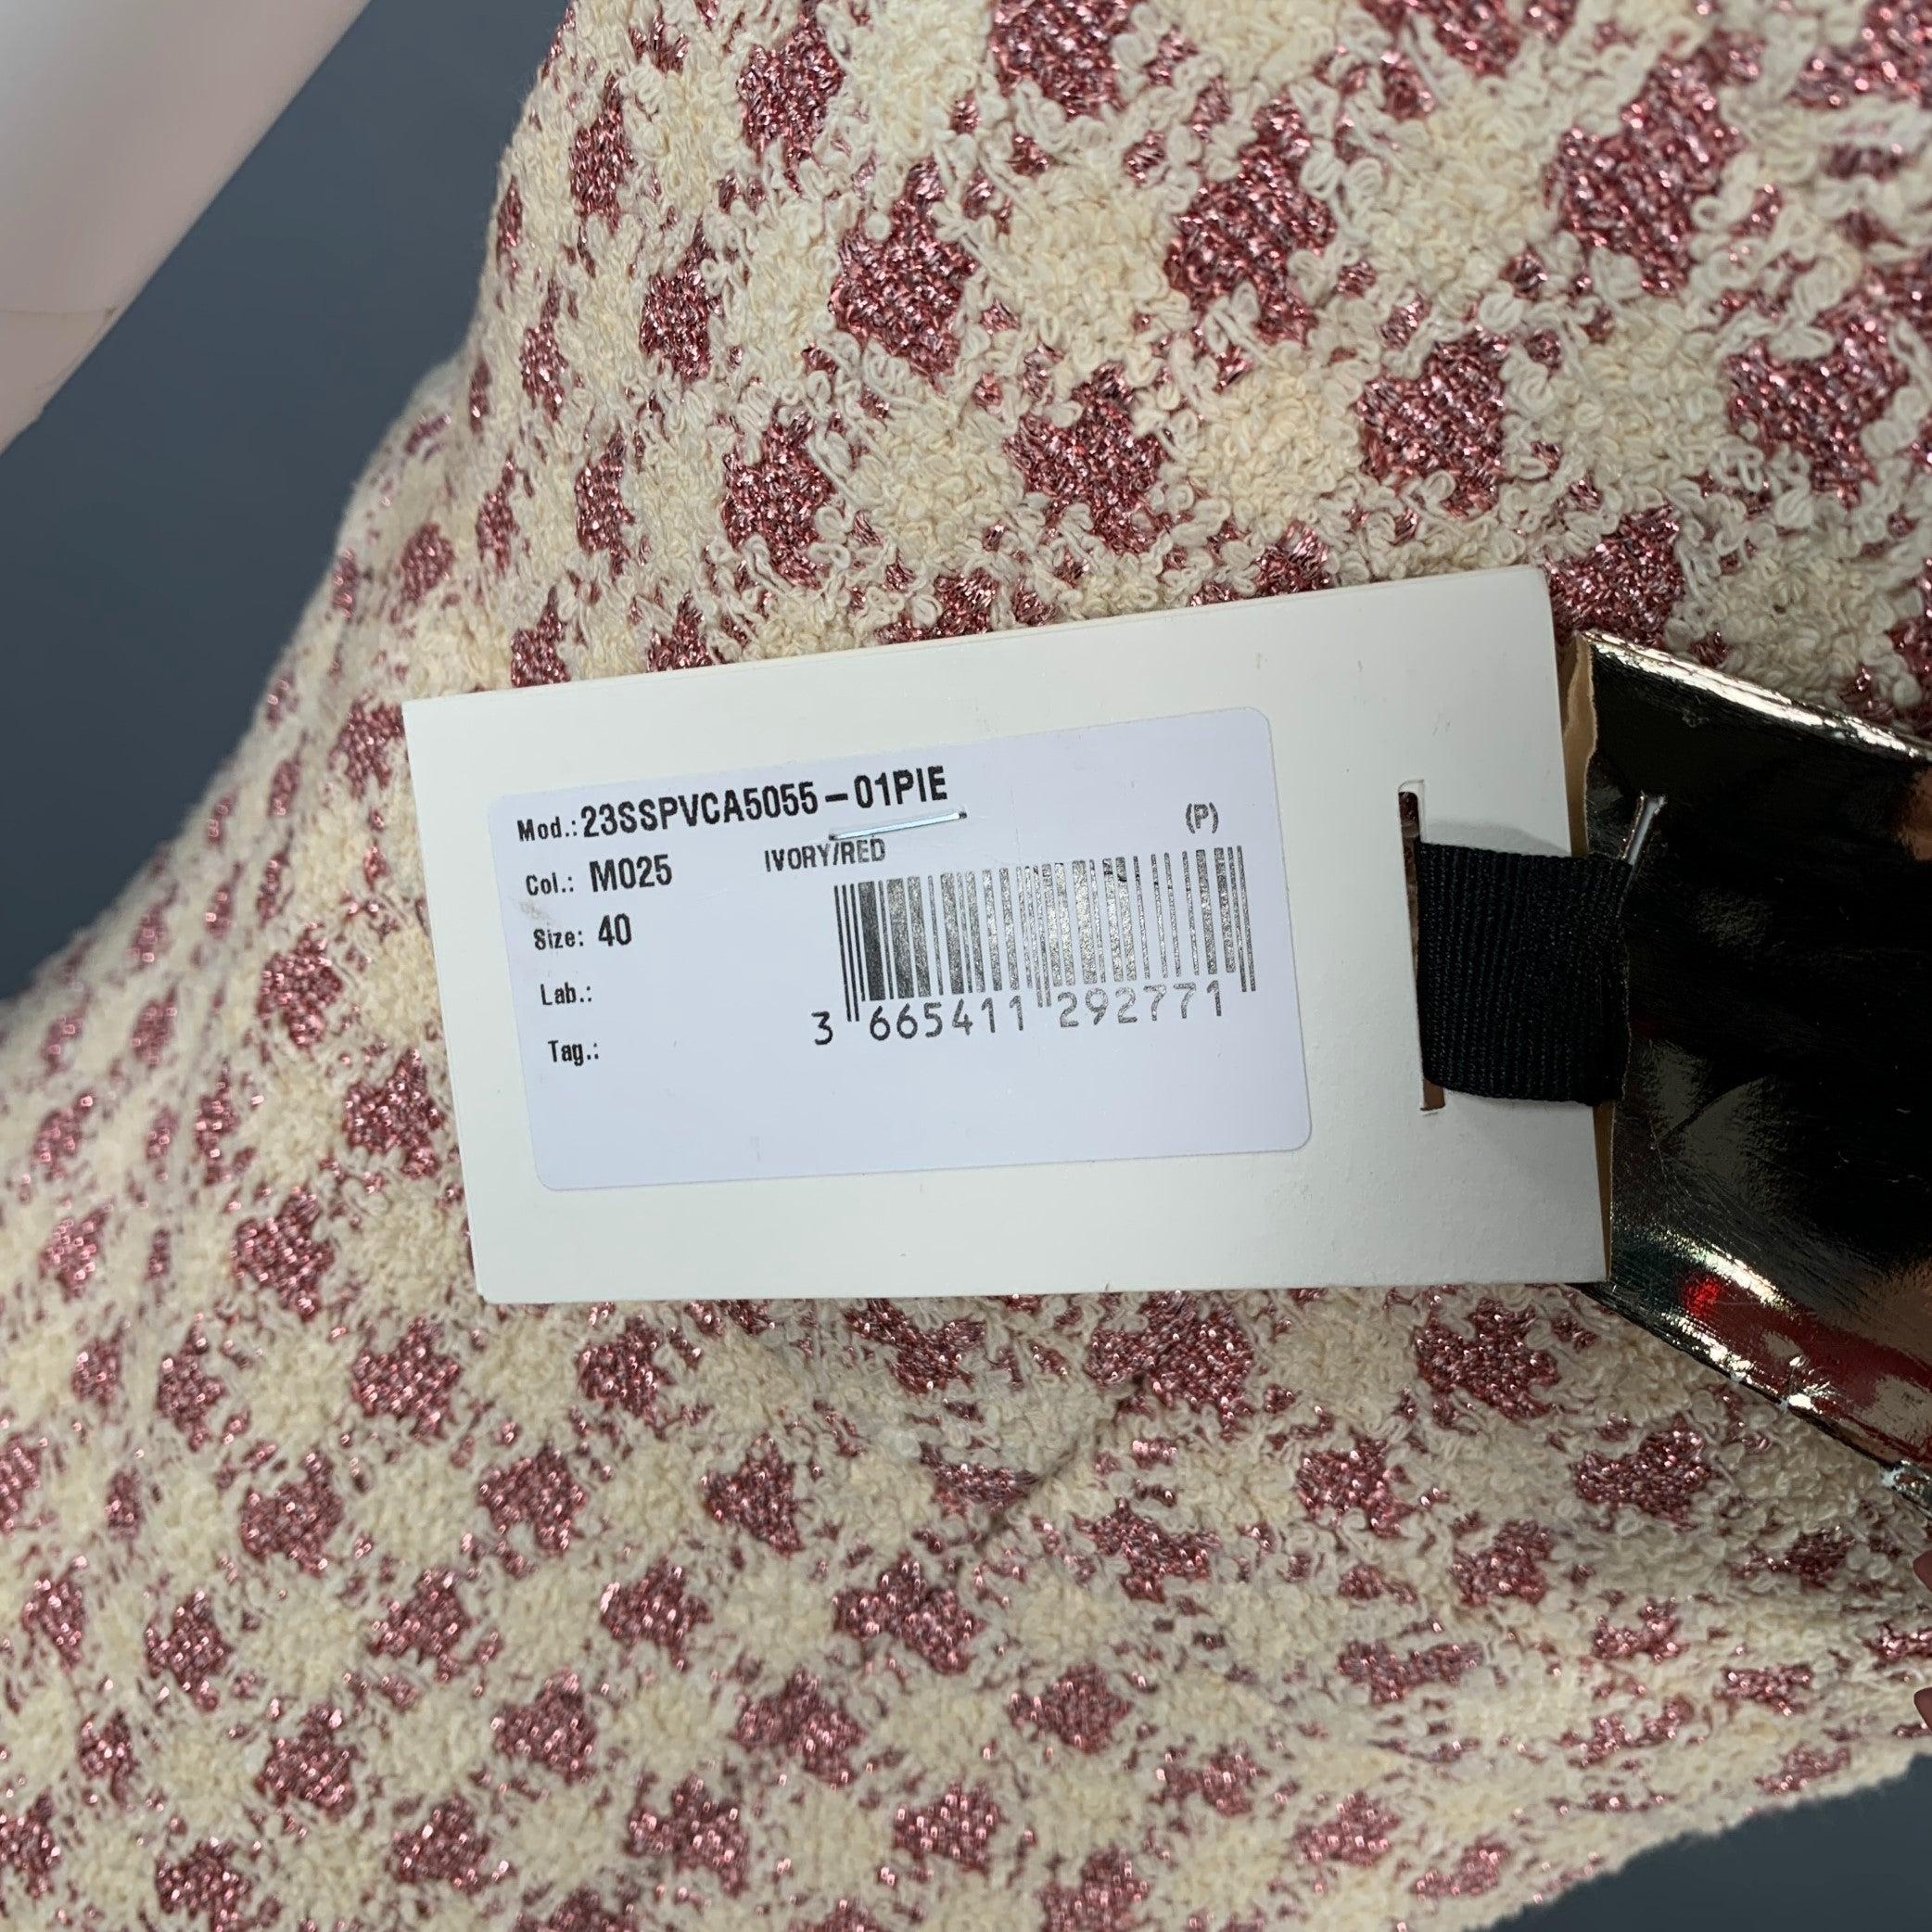 Mod.: 23SSPVCA5055-01PIE
Col.: M025 IVORY/RED (P)
Size: 40
Lab.:
Tag.:
3 665411 292771